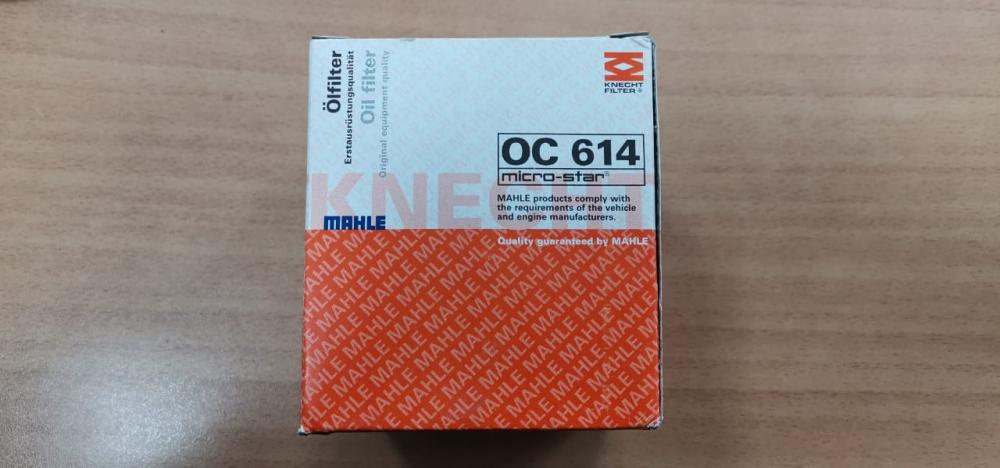 Ölfilter
Erstausrüstungsqualität
Oil filter
Original equipment quality
KNECHT
FILTER®
OC 614
micro-star®
MAHLE products comply with
the requirements of the vehicle
and engine manufacturers.
KNECHT
MAHLE
Quality guaranteed by MAHLE